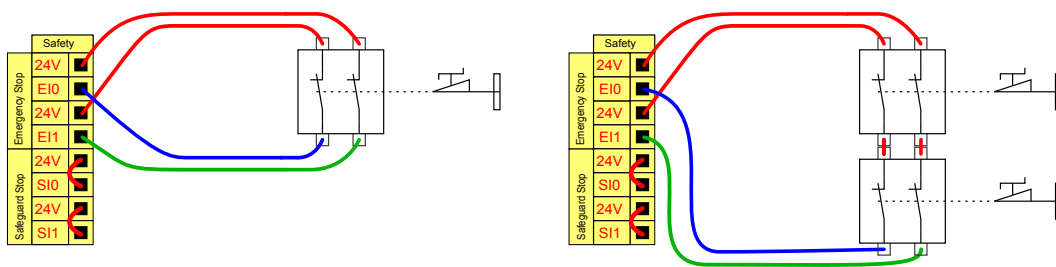 Safety
Emergency Stop
24V
EI0
24V
EI1
Safeguard Stop
24V
SI0
24V
SI1
Safety
Emergency Stop
24V
EI0
24V
EI1
Safeguard Stop
24V
SI0
24V
SI1